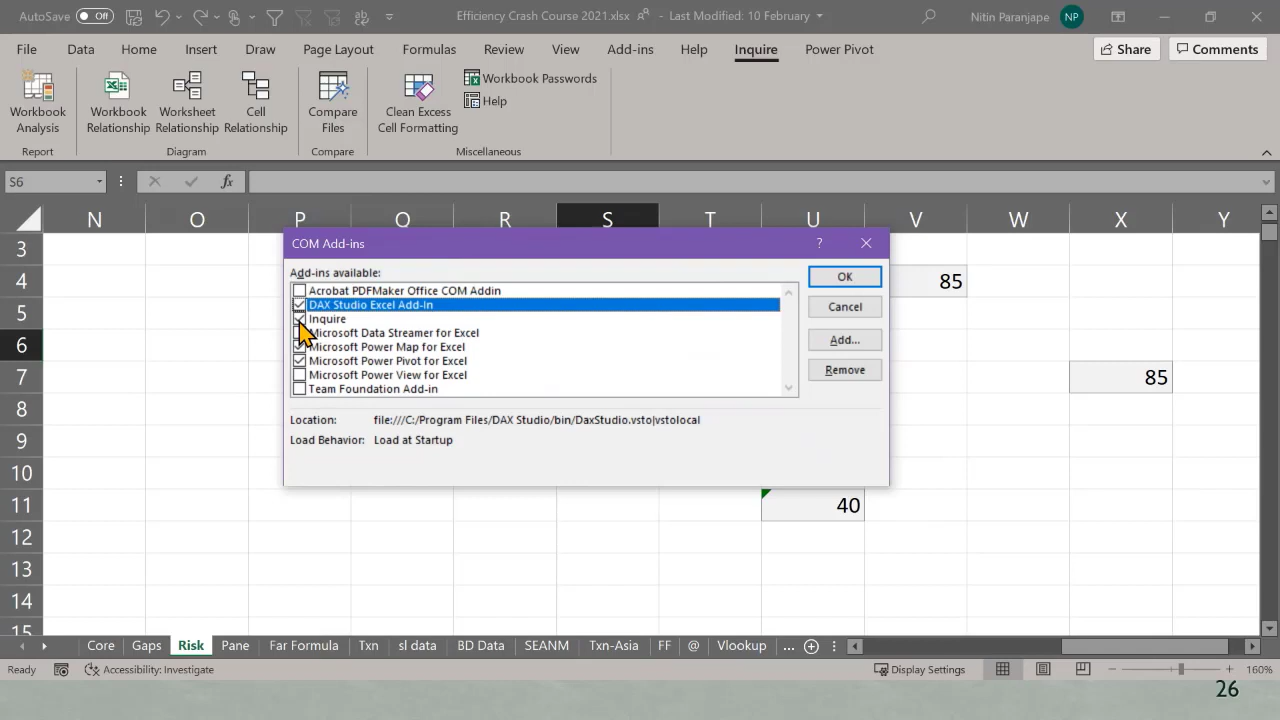 AutoSave Off Efficiency Crash Course 2021.xlsx - Last Modified: 10 February Nitin Paranjape NP
File Data Home Insert Draw Page Layout Formulas Review View Add-ins Help Inquire Power Pivot Share Comments
Workbook Analysis
Workbook Relationship
Worksheet Relationship
Cell Relationship
Compare Files
Clean Excess Cell Formatting
Workbook Passwords
Help
Report Diagram Compare Miscellaneous
S6 fx
N O P Q R S T U V W X Y
3
COM Add-ins ? ×
Add-ins available:
Acrobat PDFMaker Office COM Addin
DAX Studio Excel Add-In
Inquire
Microsoft Data Streamer for Excel
Microsoft Power Map for Excel
Microsoft Power Pivot for Excel
Microsoft Power View for Excel
Team Foundation Add-in
OK
Cancel
Add...
Remove
Location: file:///C:/Program Files/DAX Studio/bin/DaxStudio.vsto|vstolocal
Load Behavior: Load at Startup
4 85
5
6
7 85
8
9
10
11 40
12
13
14
15
Core Gaps Risk Pane Far Formula Txn sl data BD Data SEANM Txn-Asia FF @ Vlookup ...
Ready Accessibility: Investigate Display Settings 160%
26